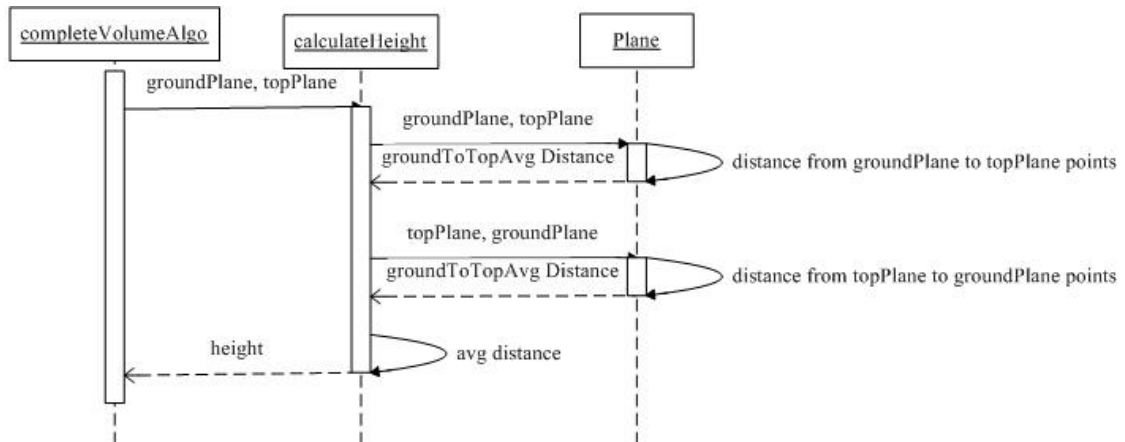 completeVolumeAlgo
calculateHeight
Plane
groundPlane, topPlane
groundPlane, topPlane
groundToTopAvg Distance
distance from groundPlane to topPlane points
topPlane, groundPlane
groundToTopAvg Distance
distance from topPlane to groundPlane points
height
avg distance